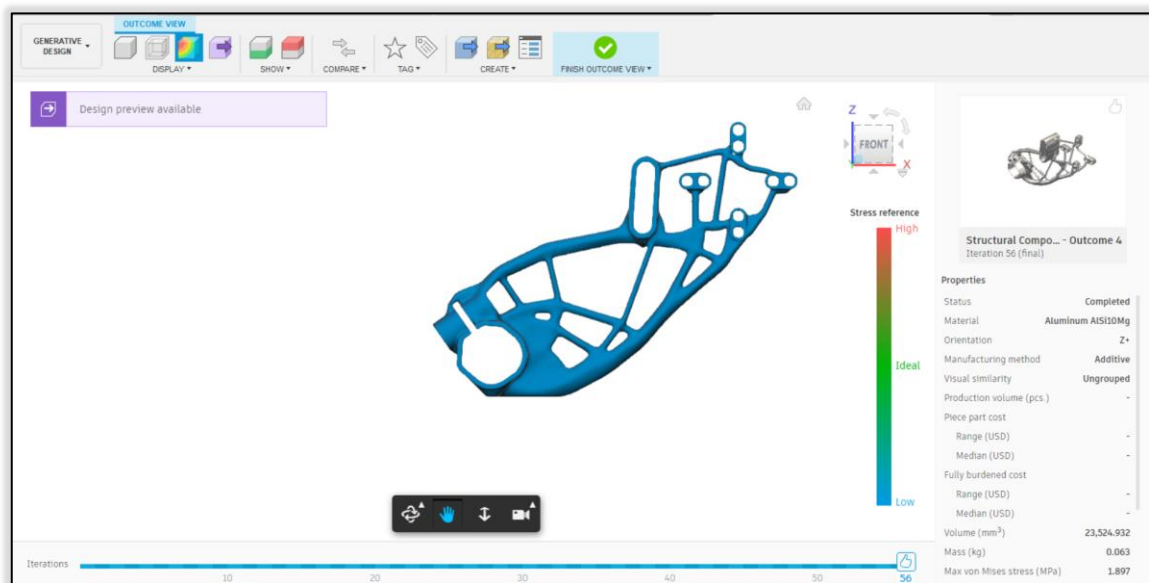 OUTCOME VIEW
GENERATIVE
DESIGN
DISPLAY
SHOW
COMPARE
TAG
CREATE
FINISH OUTCOME VIEW
Design preview available
Z
FRONT
X
Stress reference
High
Ideal
Low
Structural Compo... - Outcome 4
Iteration 56 (final)
Properties
Status Completed
Material Aluminum AlSi10Mg
Orientation Z+
Manufacturing method Additive
Visual similarity Ungrouped
Production volume (pcs.) -
Piece part cost
Range (USD) -
Median (USD) -
Fully burdened cost
Range (USD) -
Median (USD) -
Volume (mm³) 23,524.932
Mass (kg) 0.063
Max von Mises stress (MPa) 1.897
Iterations
10 20 30 40 50 56